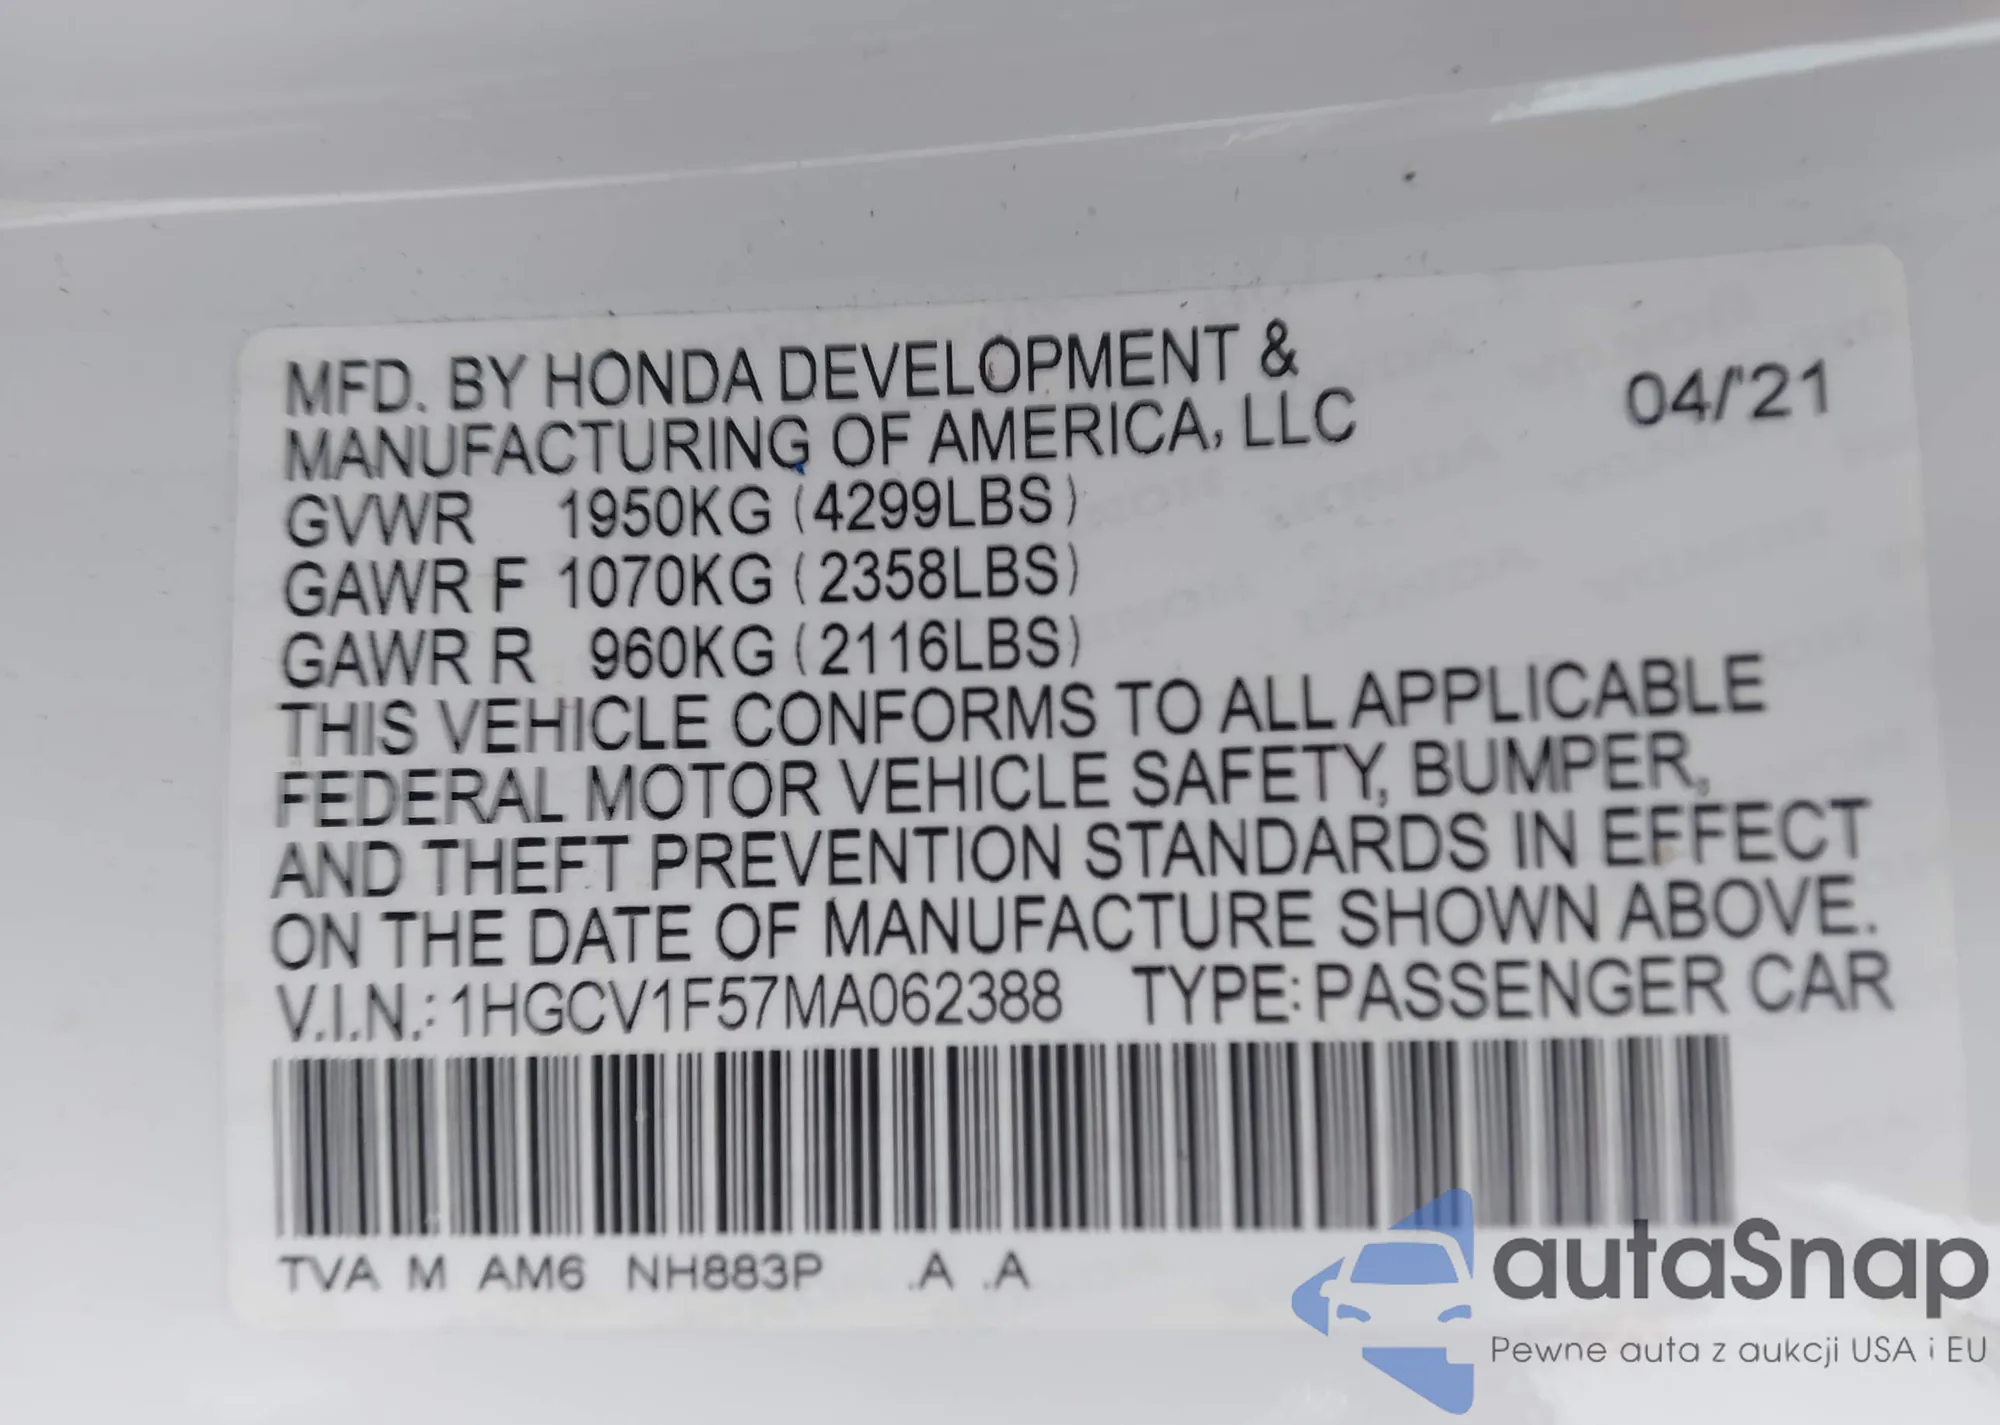 MFD. BY HONDA DEVELOPMENT &
MANUFACTURING OF AMERICA, LLC
04/'21
GVWR 1950KG (4299LBS)
GAWR F 1070KG (2358LBS)
GAWR R 960KG (2116LBS)
THIS VEHICLE CONFORMS TO ALL APPLICABLE
FEDERAL MOTOR VEHICLE SAFETY, BUMPER,
AND THEFT PREVENTION STANDARDS IN EFFECT
ON THE DATE OF MANUFACTURE SHOWN ABOVE.
V.I.N.: 1HGCV1F57MA062388 TYPE: PASSENGER CAR
TVA M AM6 NH883P .A .A
autaSnap
Pewne auta z aukcji USA i EU